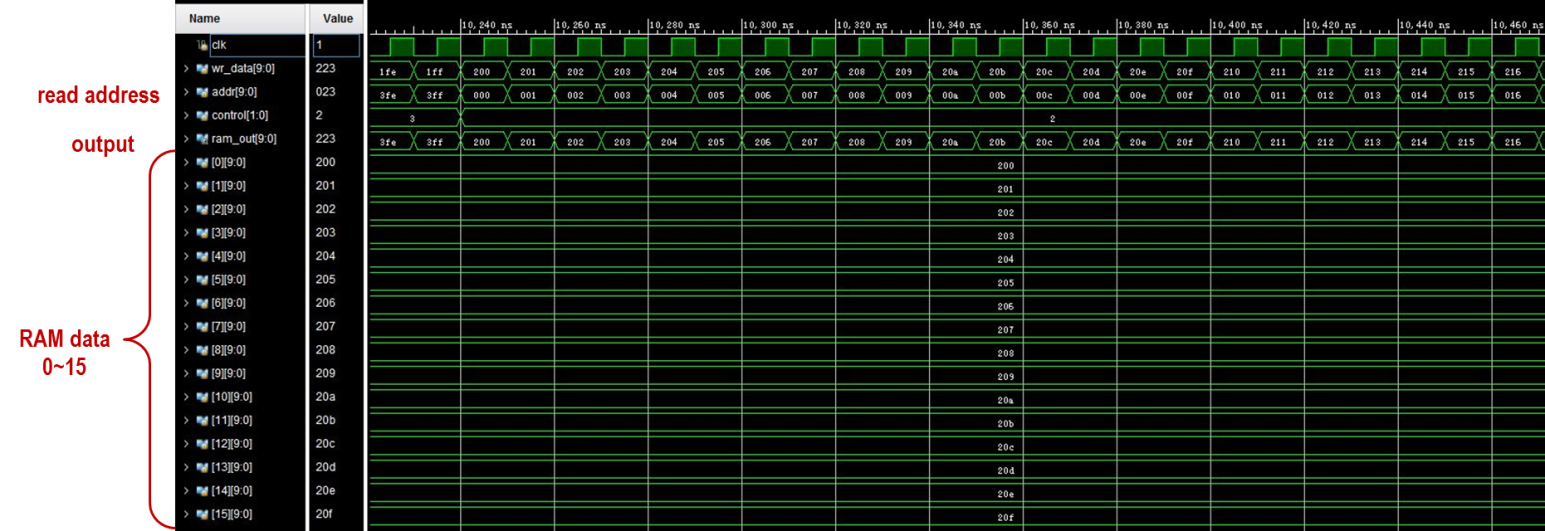 Name Value
10,240 ns 10,260 ns 10,280 ns 10,300 ns 10,320 ns 10,340 ns 10,360 ns 10,380 ns 10,400 ns 10,420 ns 10,440 ns 10,460 ns
clk 1
wr_data[9:0] 223 1fe 1ff 200 201 202 203 204 205 206 207 208 209 20a 20b 20c 20d 20e 20f 210 211 212 213 214 215 216
read address
addr[9:0] 023 3fe 3ff 000 001 002 003 004 005 006 007 008 009 00a 00b 00c 00d 00e 00f 010 011 012 013 014 015 016
control[1:0] 2 3 2
output
ram_out[9:0] 223 3fe 3ff 200 201 202 203 204 205 206 207 208 209 20a 20b 20c 20d 20e 20f 210 211 212 213 214 215 216
[0][9:0] 200 200
[1][9:0] 201 201
[2][9:0] 202 202
[3][9:0] 203 203
[4][9:0] 204 204
[5][9:0] 205 205
[6][9:0] 206 206
[7][9:0] 207 207
RAM data
0~15
[8][9:0] 208 208
[9][9:0] 209 209
[10][9:0] 20a 20a
[11][9:0] 20b 20b
[12][9:0] 20c 20c
[13][9:0] 20d 20d
[14][9:0] 20e 20e
[15][9:0] 20f 20f